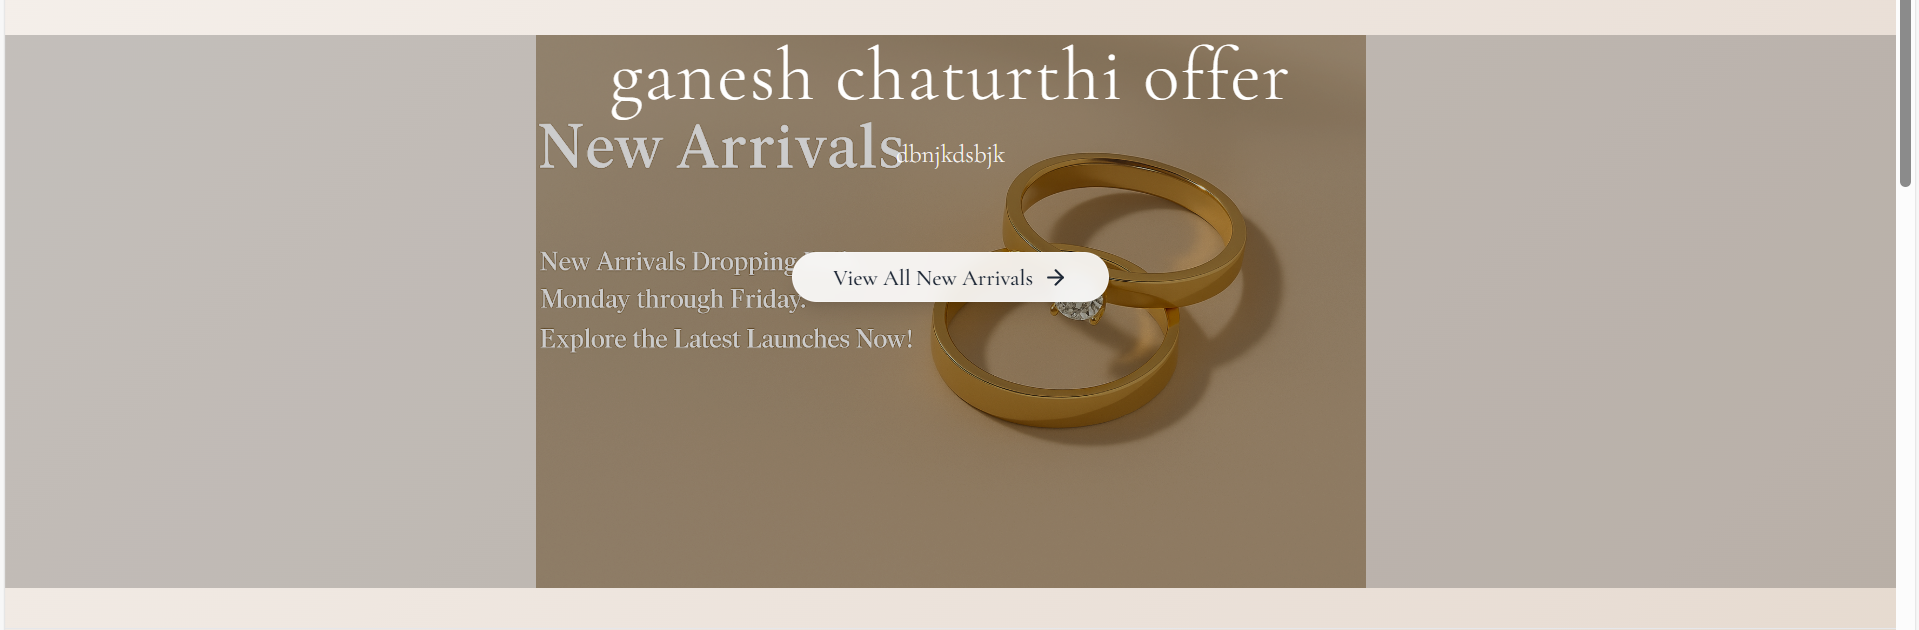 ganesh chaturthi offer
New Arrivals
dbnjkdsbjk
New Arrivals Dropping
Monday through Friday.
Explore the Latest Launches Now!
View All New Arrivals